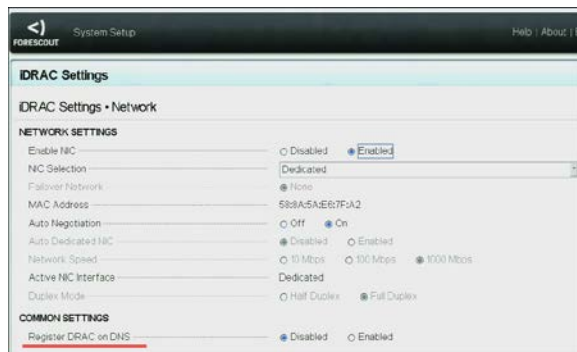 <) System Setup Help | About |
FORESCOUT
iDRAC Settings
iDRAC Settings • Network
NETWORK SETTINGS
Enable NIC Disabled Enabled
NIC Selection Dedicated
Failover Network None
MAC Address 58:8A:5A:E6:7F:A2
Auto Negotiation Off On
Auto Dedicated NIC Disabled Enabled
Network Speed 10 Mbps 100 Mbps 1000 Mbps
Active NIC Interface Dedicated
Duplex Mode Half Duplex Full Duplex
COMMON SETTINGS
Register DRAC on DNS Disabled Enabled